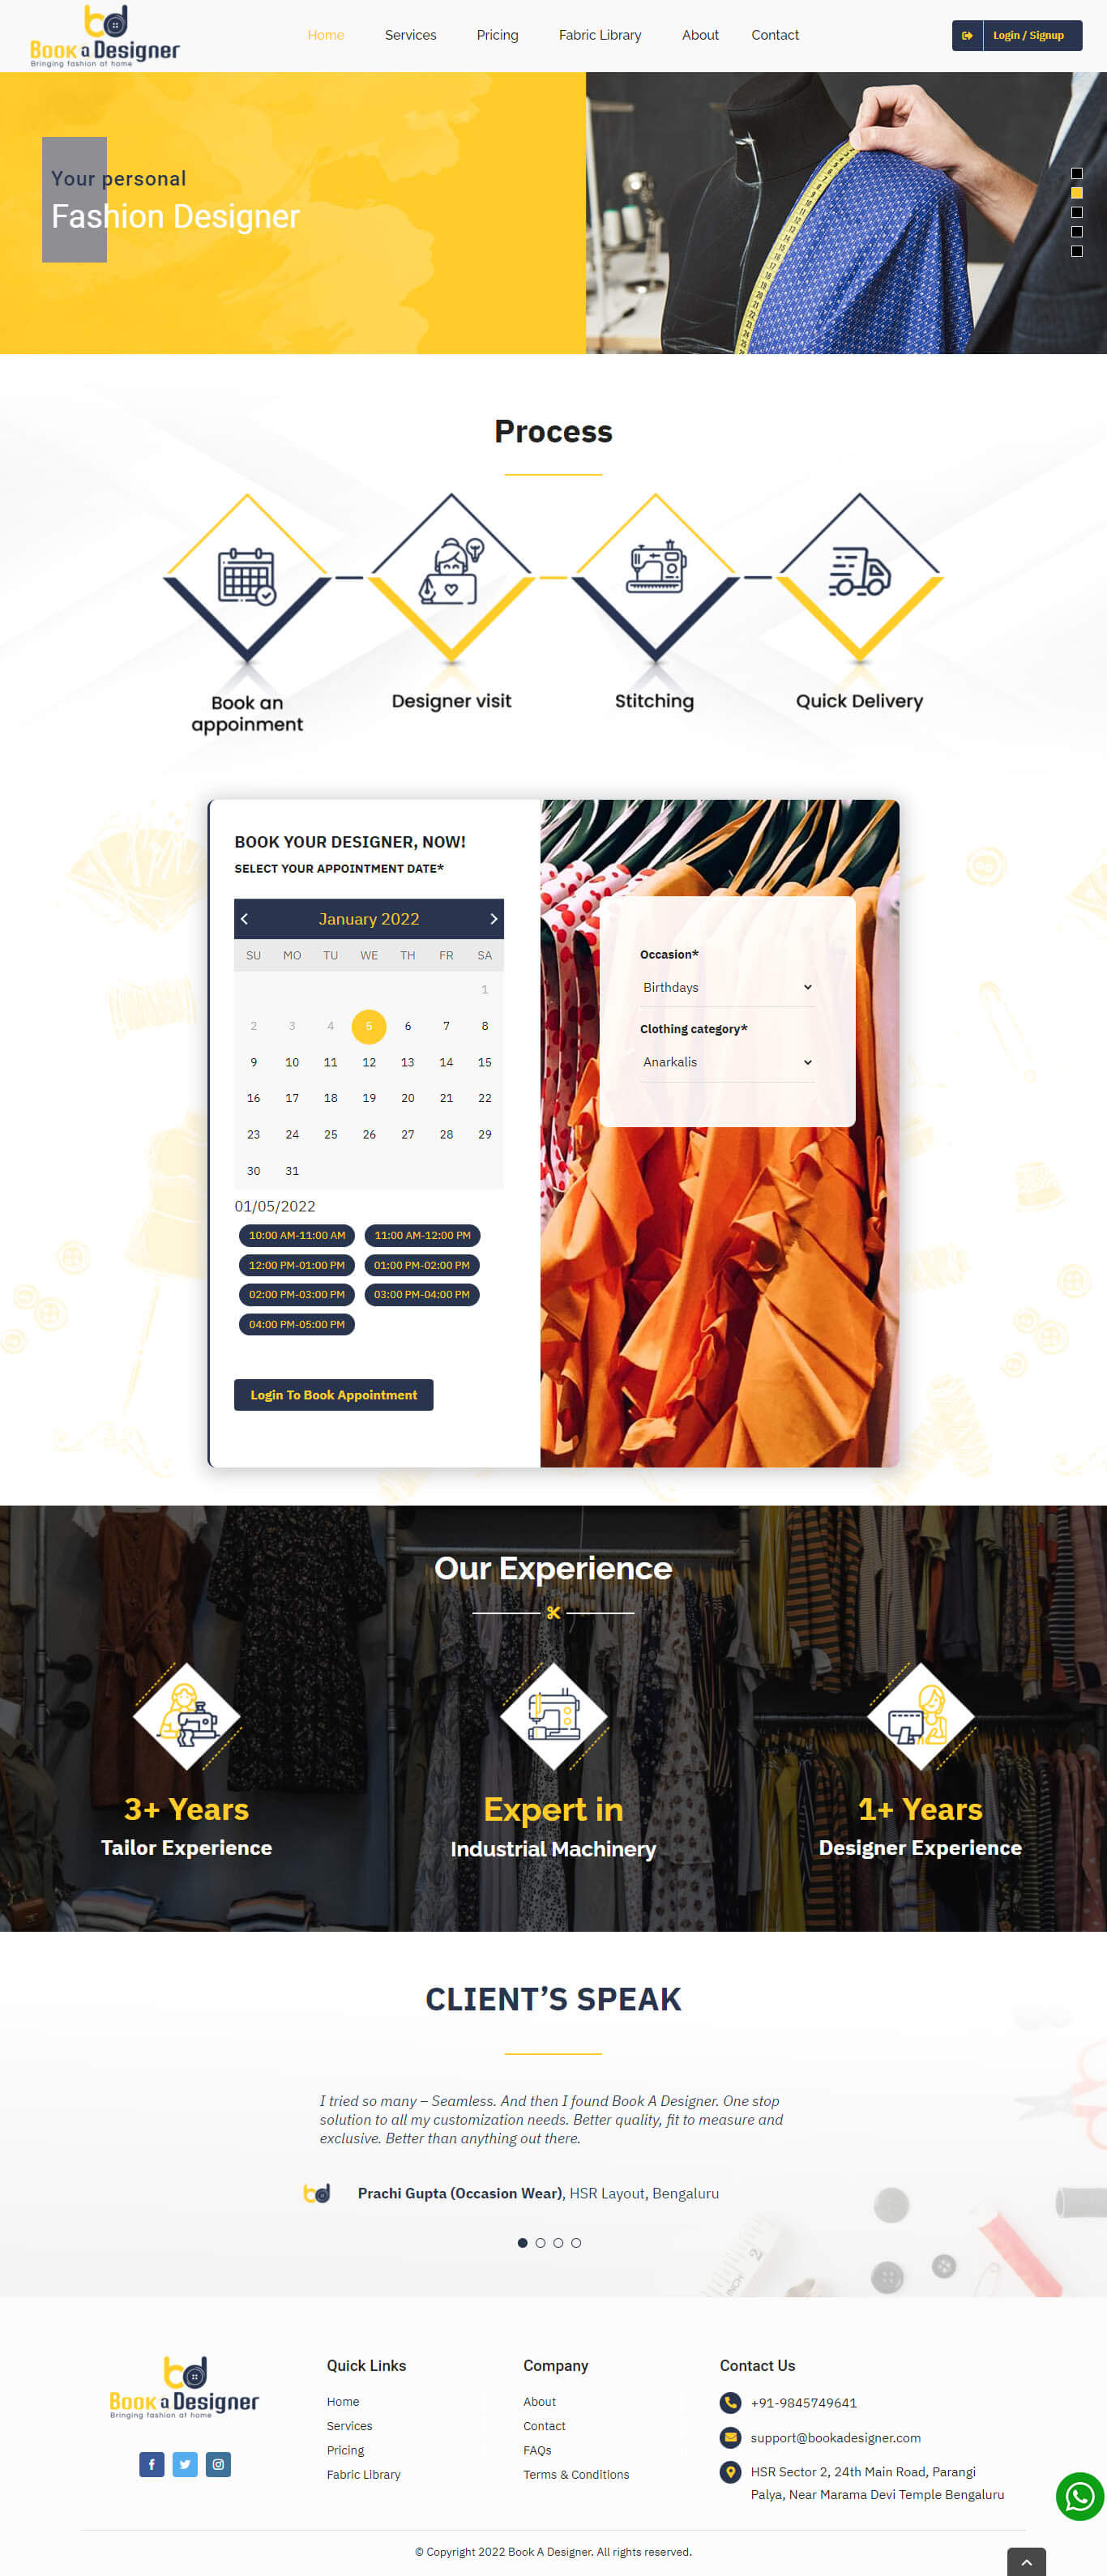 Book a Designer
Bringing fashion at home
Home Services Pricing Fabric Library About Contact
Login / Signup
Your personal
Fashion Designer
Process
Book an
appoinment
Designer visit
Stitching
Quick Delivery
BOOK YOUR DESIGNER, NOW!
SELECT YOUR APPOINTMENT DATE*
January 2022
SU MO TU WE TH FR SA
1
2 3 4 5 6 7 8
9 10 11 12 13 14 15
16 17 18 19 20 21 22
23 24 25 26 27 28 29
30 31
01/05/2022
10:00 AM-11:00 AM 11:00 AM-12:00 PM
12:00 PM-01:00 PM 01:00 PM-02:00 PM
02:00 PM-03:00 PM 03:00 PM-04:00 PM
04:00 PM-05:00 PM
Login To Book Appointment
Occasion*
Birthdays
Clothing category*
Anarkalis
Our Experience
3+ Years
Tailor Experience
Expert in
Industrial Machinery
1+ Years
Designer Experience
CLIENT’S SPEAK
I tried so many – Seamless. And then I found Book A Designer. One stop
solution to all my customization needs. Better quality, fit to measure and
exclusive. Better than anything out there.
bd
Prachi Gupta (Occasion Wear), HSR Layout, Bengaluru
Book a Designer
Bringing fashion at home
Quick Links
Home
Services
Pricing
Fabric Library
Company
About
Contact
FAQs
Terms & Conditions
Contact Us
+91-9845749641
support@bookadesigner.com
HSR Sector 2, 24th Main Road, Parangi
Palya, Near Marama Devi Temple Bengaluru
© Copyright 2022 Book A Designer. All rights reserved.